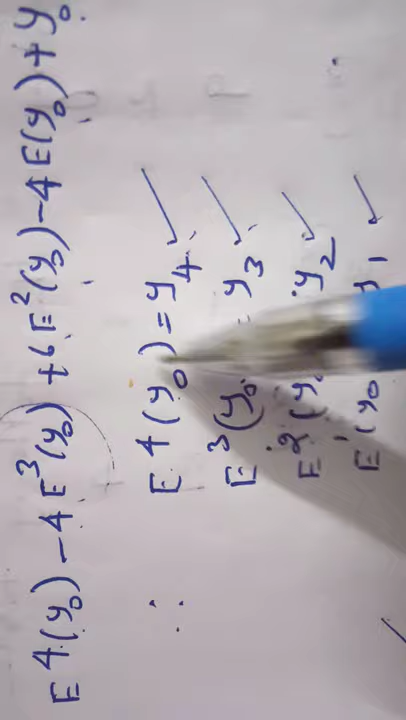 E⁴(y₀) - 4E³(y₀) + 6E²(y₀) - 4E(y₀) + y₀
∴ E⁴(y₀) = y₄
E³(y₀ = y₃
E²(y y₂
E¹(y₀ y₁